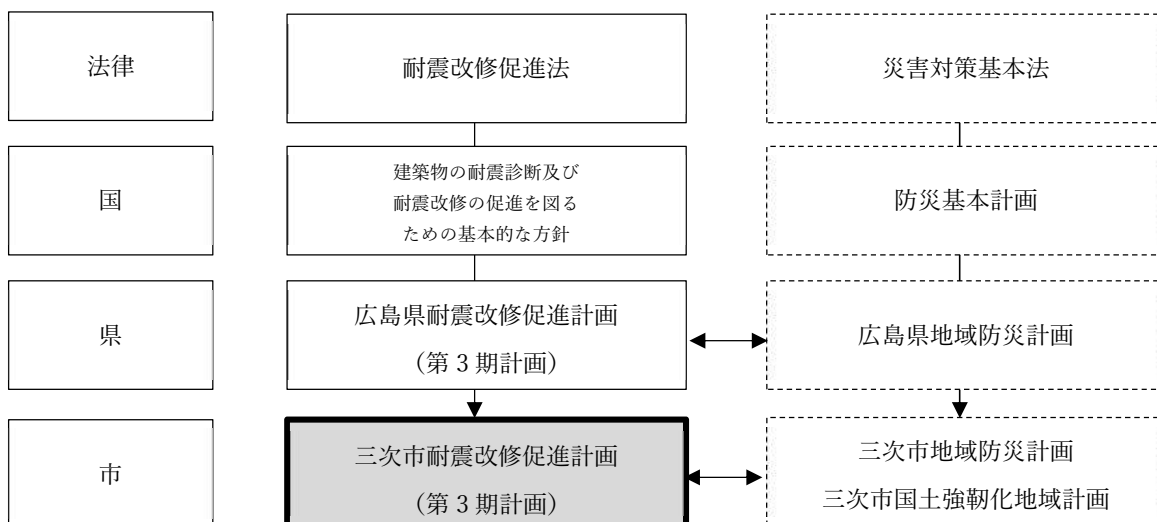 法律
耐震改修促進法
災害対策基本法
国
建築物の耐震診断及び
耐震改修の促進を図る
ための基本的な方針
防災基本計画
県
広島県耐震改修促進計画
（第３期計画）
広島県地域防災計画
市
三次市耐震改修促進計画
（第３期計画）
三次市地域防災計画
三次市国土強靭化地域計画